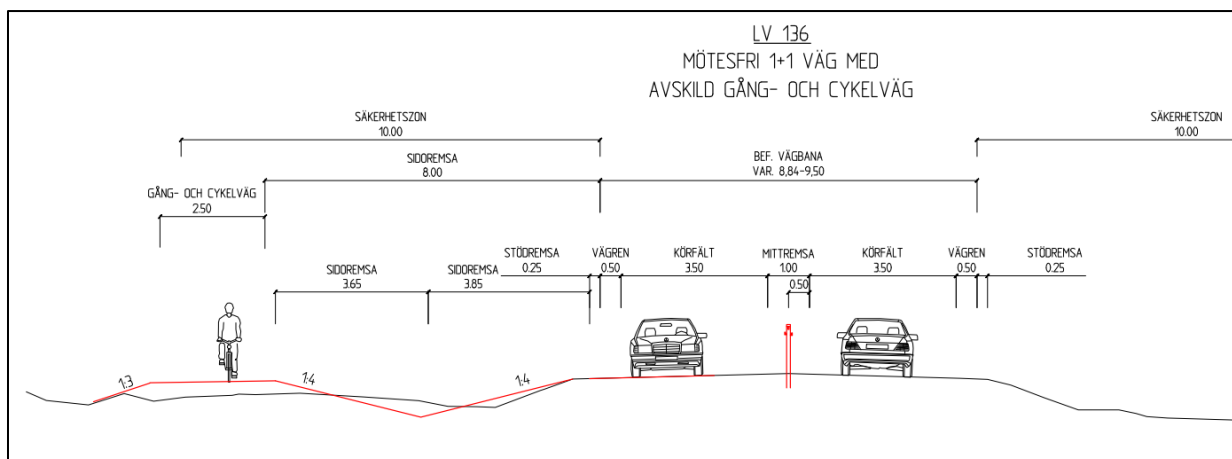 LV 136
MÖTESFRI 1+1 VÄG MED
AVSKILD GÅNG- OCH CYKELVÄG
SÄKERHETSZON
10.00
SÄKERHETSZON
10.00
SIDOREMSA
8.00
BEF. VÄGBANA
VAR. 8,84-9,50
GÅNG- OCH CYKELVÄG
2.50
STÖDREMSA
0.25
VÄGREN
0.50
KÖRFÄLT
3.50
MITTREMSA
1.00
KÖRFÄLT
3.50
VÄGREN
0.50
STÖDREMSA
0.25
SIDOREMSA
3.65
SIDOREMSA
3.85
0.50
1:3
1:4
1:4